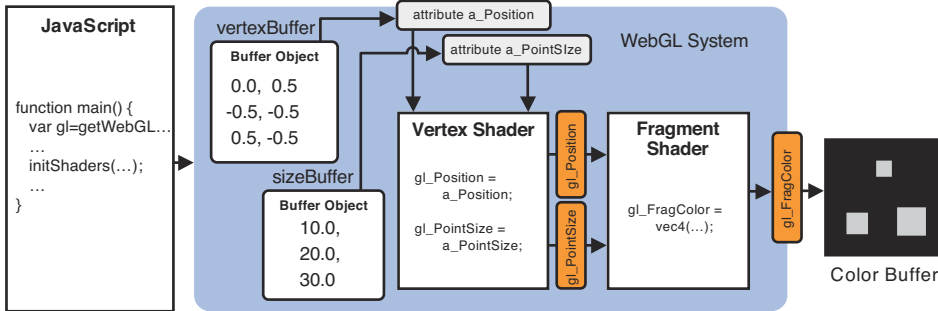 JavaScript
function main() {
var gl=getWebGL…
…
initShaders(…);
…
}
vertexBuffer
Buffer Object
0.0, 0.5
-0.5, -0.5
0.5, -0.5
sizeBuffer
Buffer Object
10.0,
20.0,
30.0
attribute a_Position
attribute a_PointSIze
WebGL System
Vertex Shader
gl_Position =
a_Position;
gl_PointSize =
a_PointSize;
gl_Position
gl_PointSize
Fragment
Shader
gl_FragColor =
vec4(…);
gl_FragColor
Color Buffer